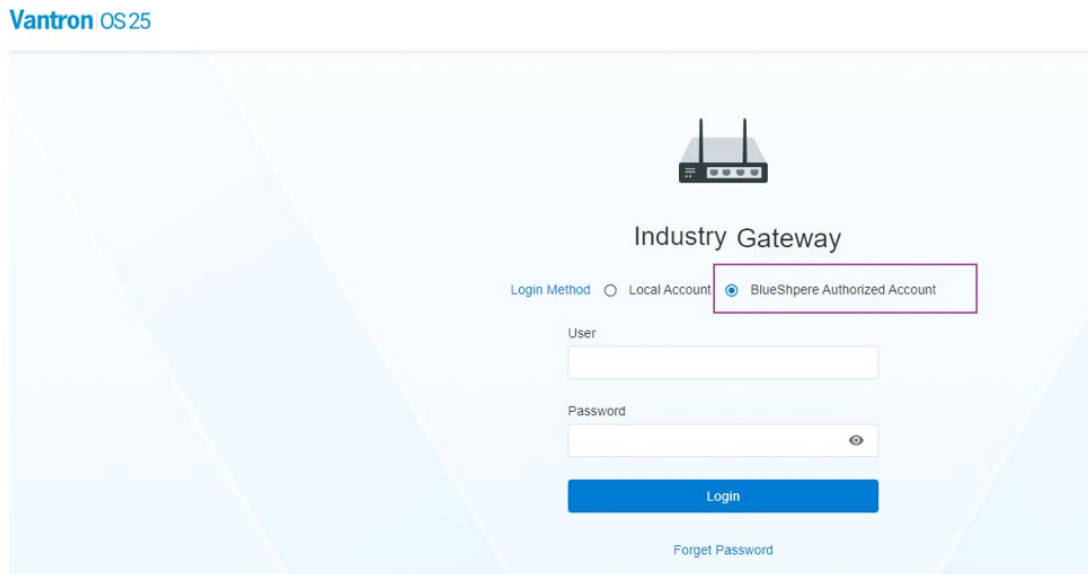 Vantron OS25
Industry Gateway
Login Method Local Account BlueShpere Authorized Account
User
Password
Login
Forget Password